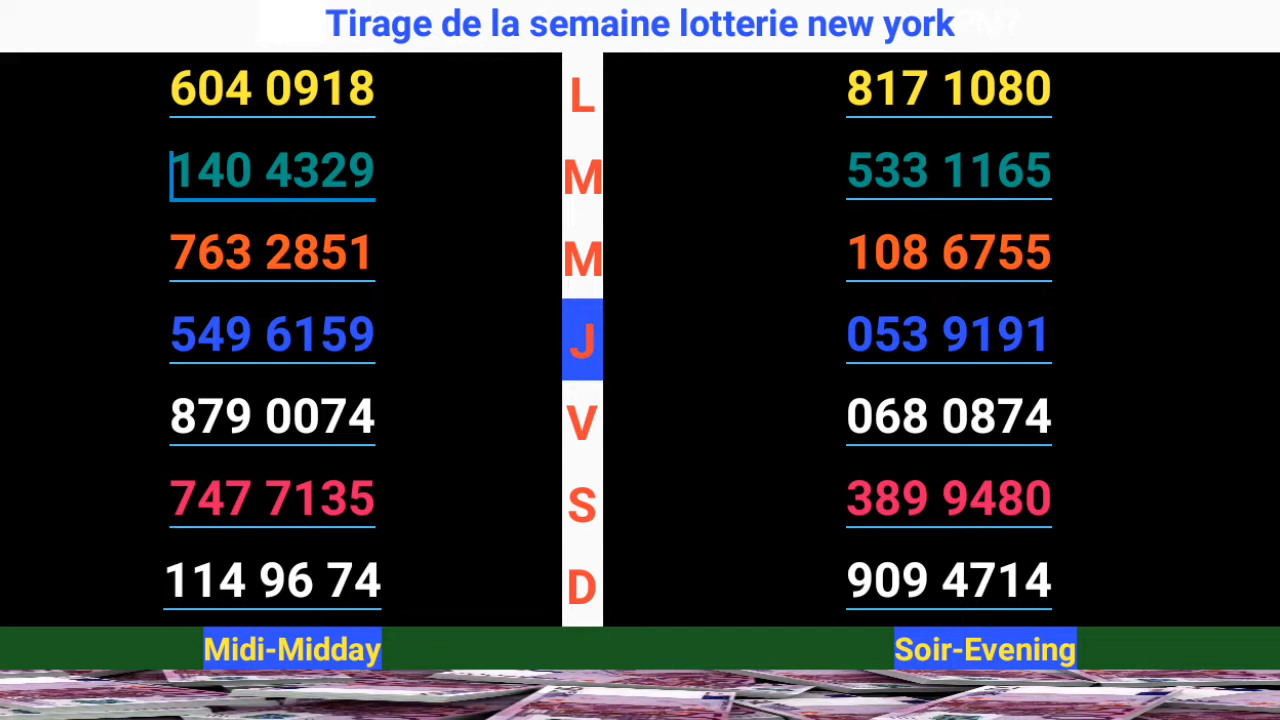 Tirage de la semaine lotterie new york
604 0918 L 817 1080
140 4329 M 533 1165
763 2851 M 108 6755
549 6159 J 053 9191
879 0074 V 068 0874
747 7135 S 389 9480
114 96 74 D 909 4714
Midi-Midday Soir-Evening